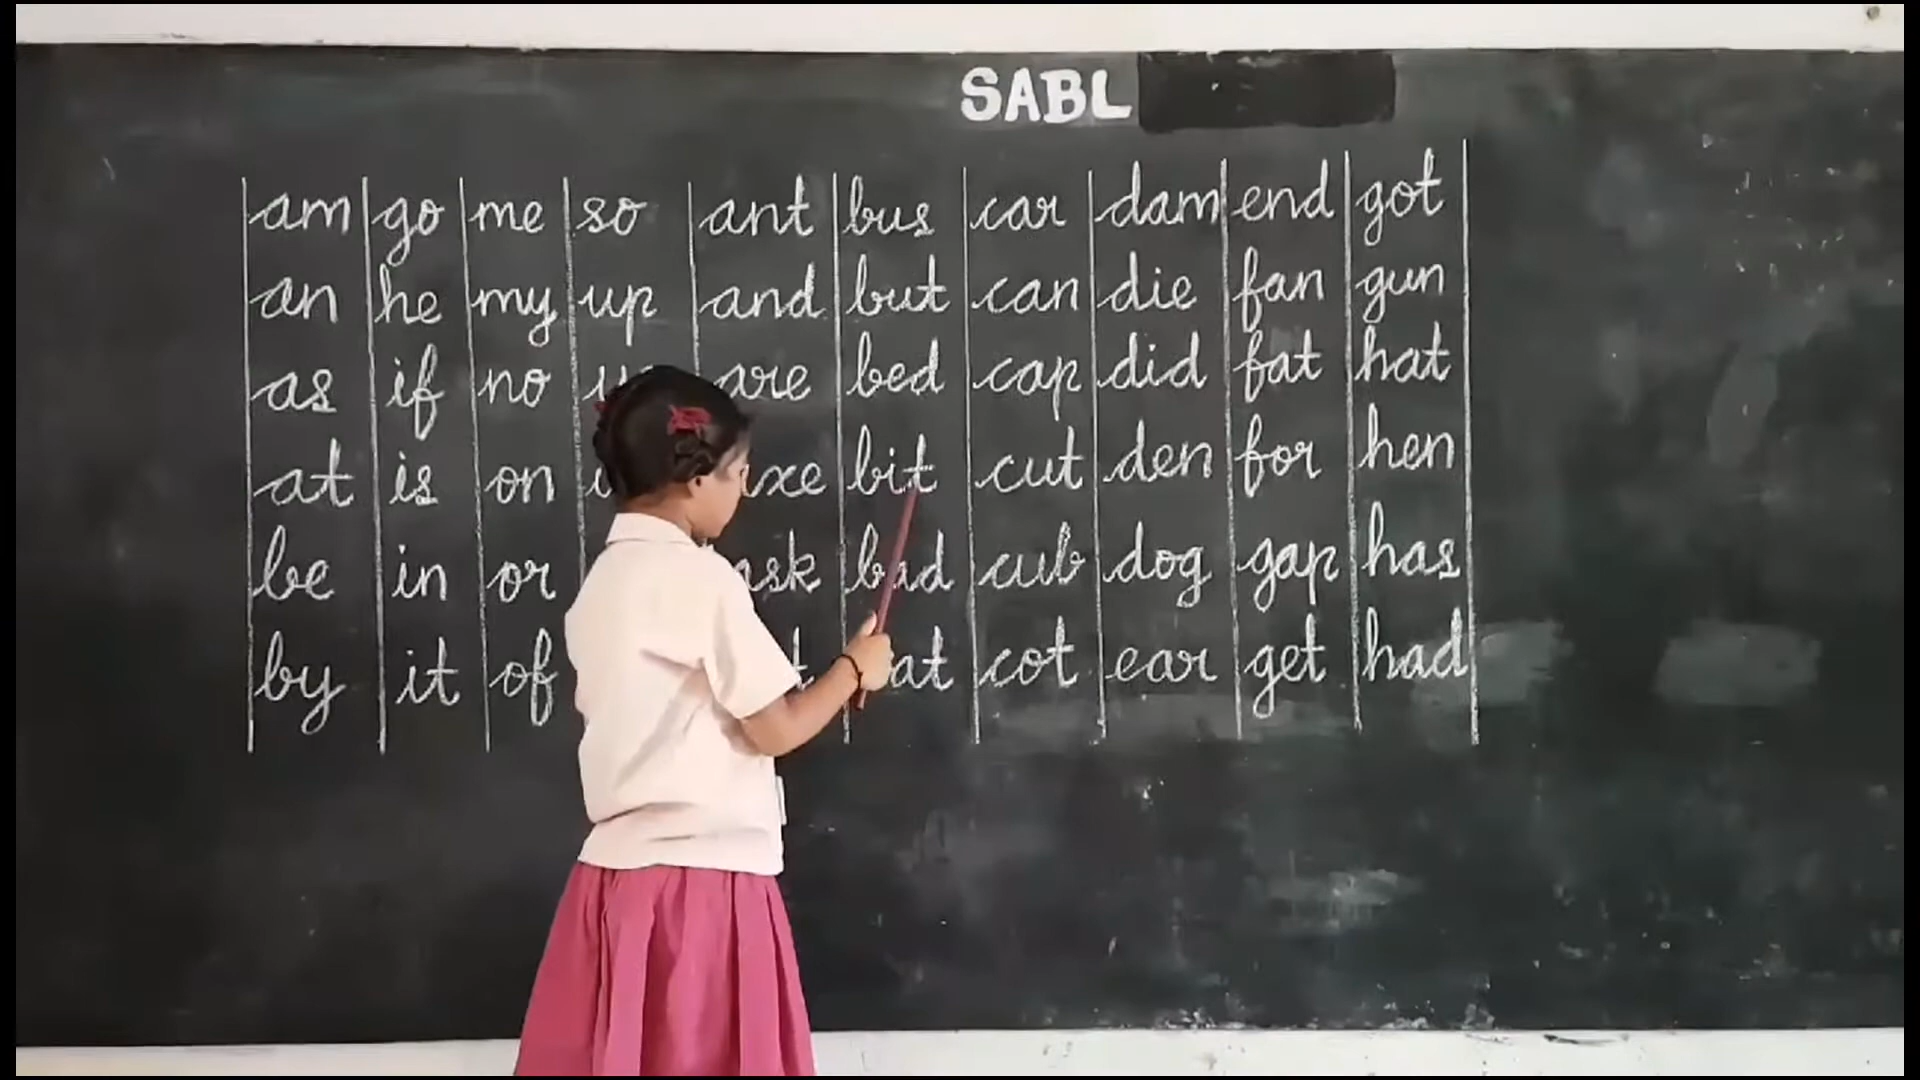 SABL
am go me so ant bus car dam end got
an he my up and but can die fan gun
as if no are bed cap did fat hat
at is on bit cut den for hen
be in or bad cub dog gap has
by it of cot ear get had